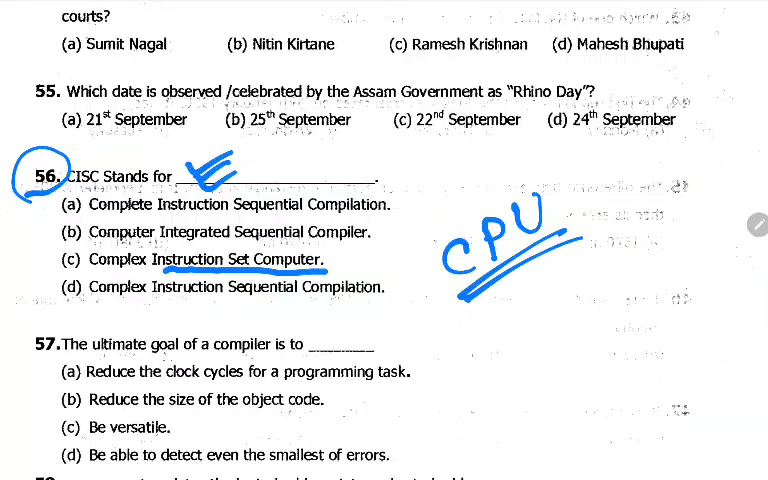 courts?
(a) Sumit Nagal (b) Nitin Kirtane (c) Ramesh Krishnan (d) Mahesh Bhupati
55. Which date is observed /celebrated by the Assam Government as "Rhino Day"?
(a) 21st September (b) 25th September (c) 22nd September (d) 24th September
56. CISC Stands for ____________________.
(a) Complete Instruction Sequential Compilation.
(b) Computer Integrated Sequential Compiler.
(c) Complex Instruction Set Computer.
(d) Complex Instruction Sequential Compilation.
CPU
57. The ultimate goal of a compiler is to ________
(a) Reduce the clock cycles for a programming task.
(b) Reduce the size of the object code.
(c) Be versatile.
(d) Be able to detect even the smallest of errors.